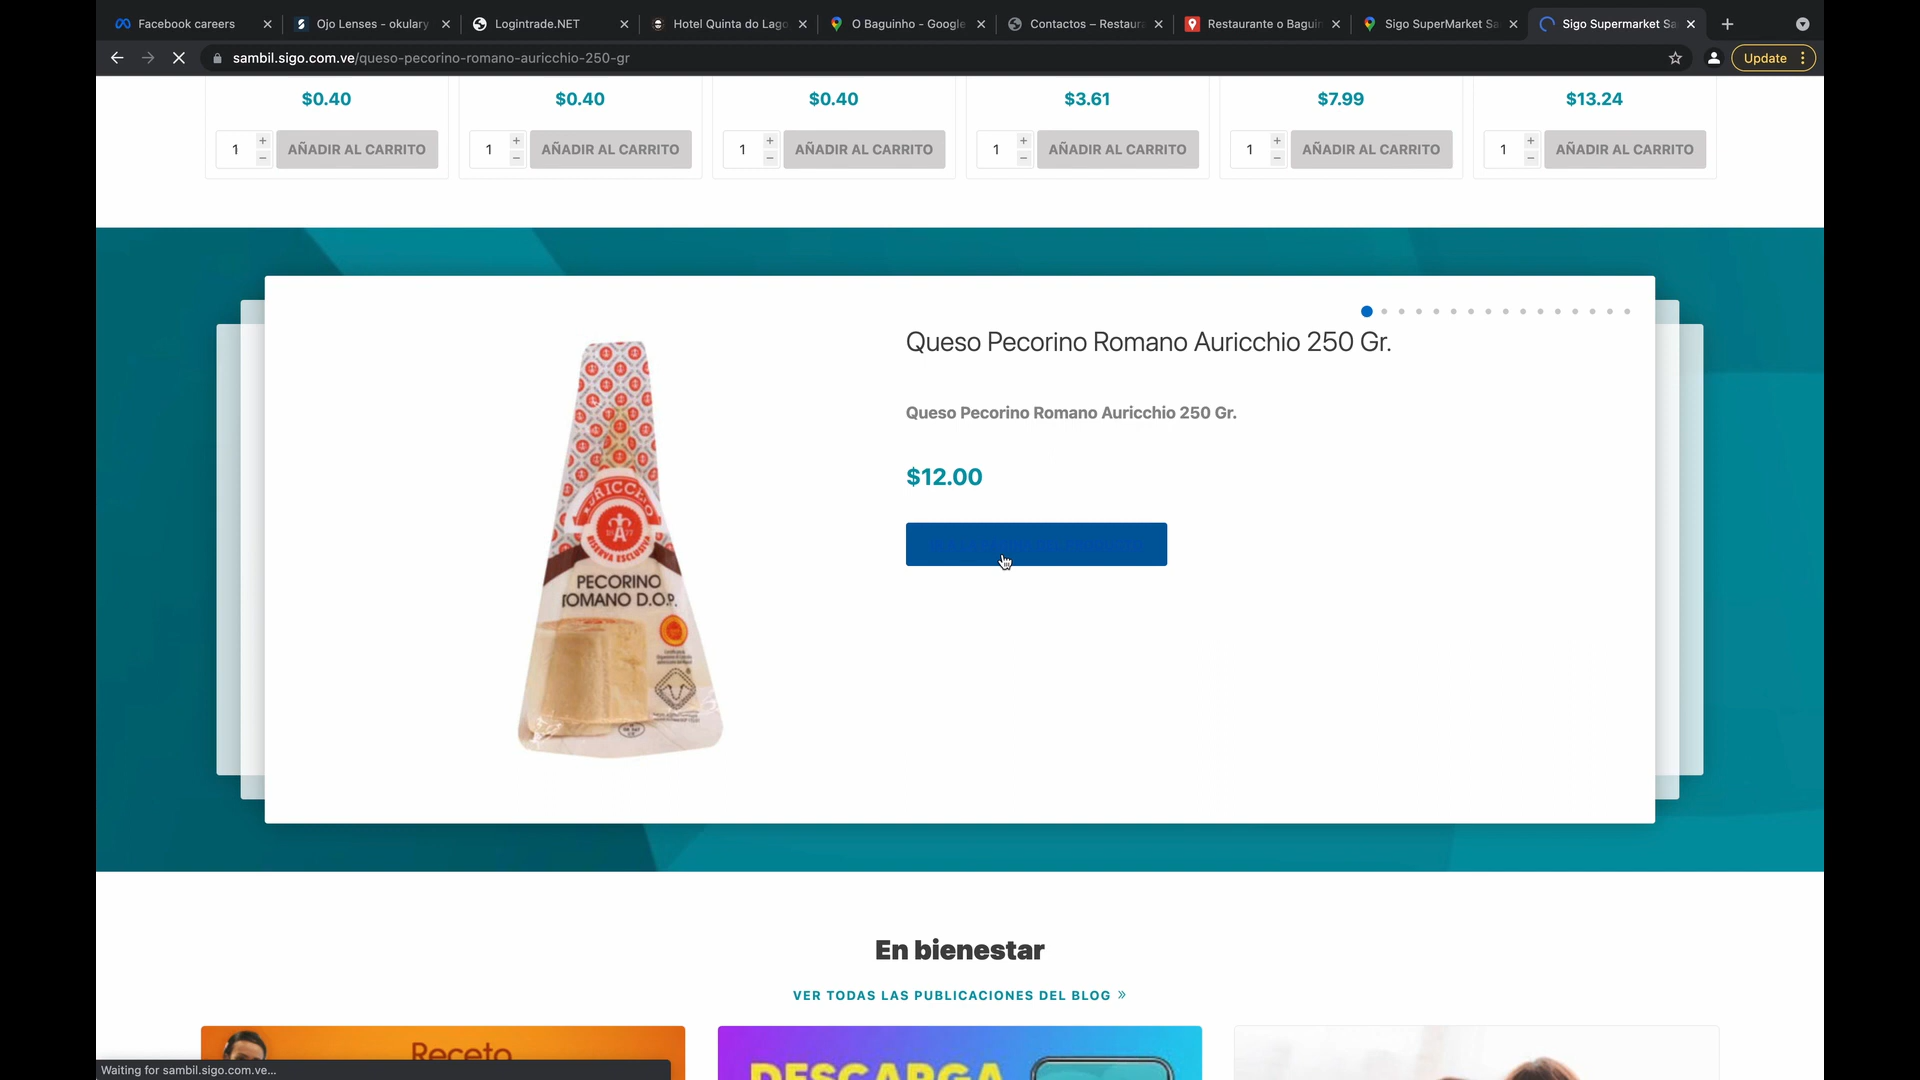 Facebook careers
Ojo Lenses - okulary
Logintrade.NET
Hotel Quinta do Lago
O Baguinho - Google
Contactos – Restaura
Restaurante o Baguin
Sigo SuperMarket Sa
Sigo Supermarket Sa
sambil.sigo.com.ve/queso-pecorino-romano-auricchio-250-gr
Update
$0.40
$0.40
$0.40
$3.61
$7.99
$13.24
1 + − AÑADIR AL CARRITO
1 + − AÑADIR AL CARRITO
1 + − AÑADIR AL CARRITO
1 + − AÑADIR AL CARRITO
1 + − AÑADIR AL CARRITO
1 + − AÑADIR AL CARRITO
Queso Pecorino Romano Auricchio 250 Gr.
Queso Pecorino Romano Auricchio 250 Gr.
$12.00
RISERVA ESCLUSIVA
PECORINO
ROMANO D.O.P.
En bienestar
VER TODAS LAS PUBLICACIONES DEL BLOG »
Receto
DESCARGA
Waiting for sambil.sigo.com.ve...